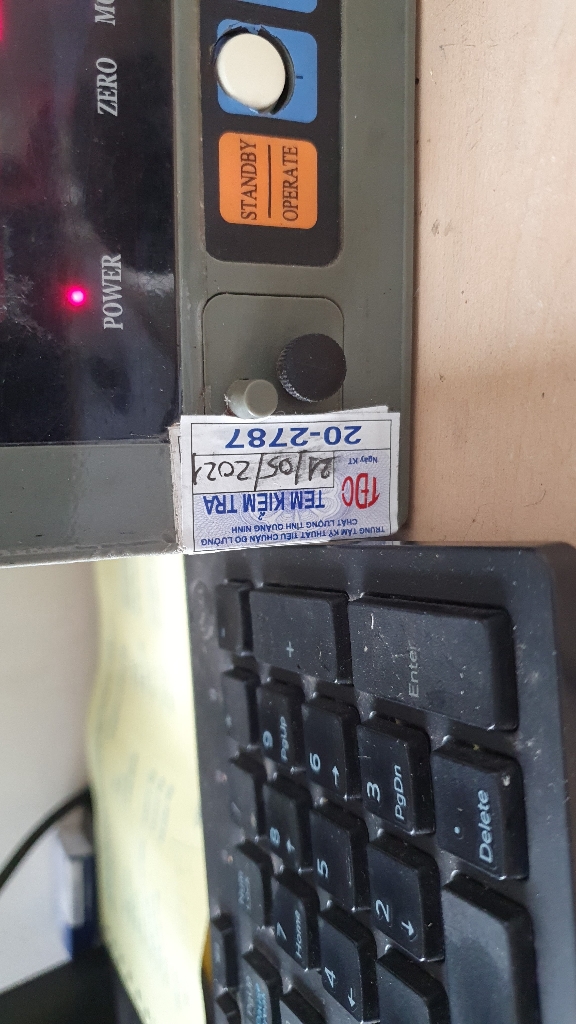 MO
ZERO
POWER
STANDBY
OPERATE
TRUNG TÂM KỸ THUẬT TIÊU CHUẨN ĐO LƯỜNG
CHẤT LƯỢNG TỈNH QUẢNG NINH
TĐC
TEM KIỂM TRA
Ngày KT
21/05/2021
20-2787
+
Enter
9
PgUp
6
→
3
PgDn
.
Delete
8
↑
5
2
↓
7
Home
4
←